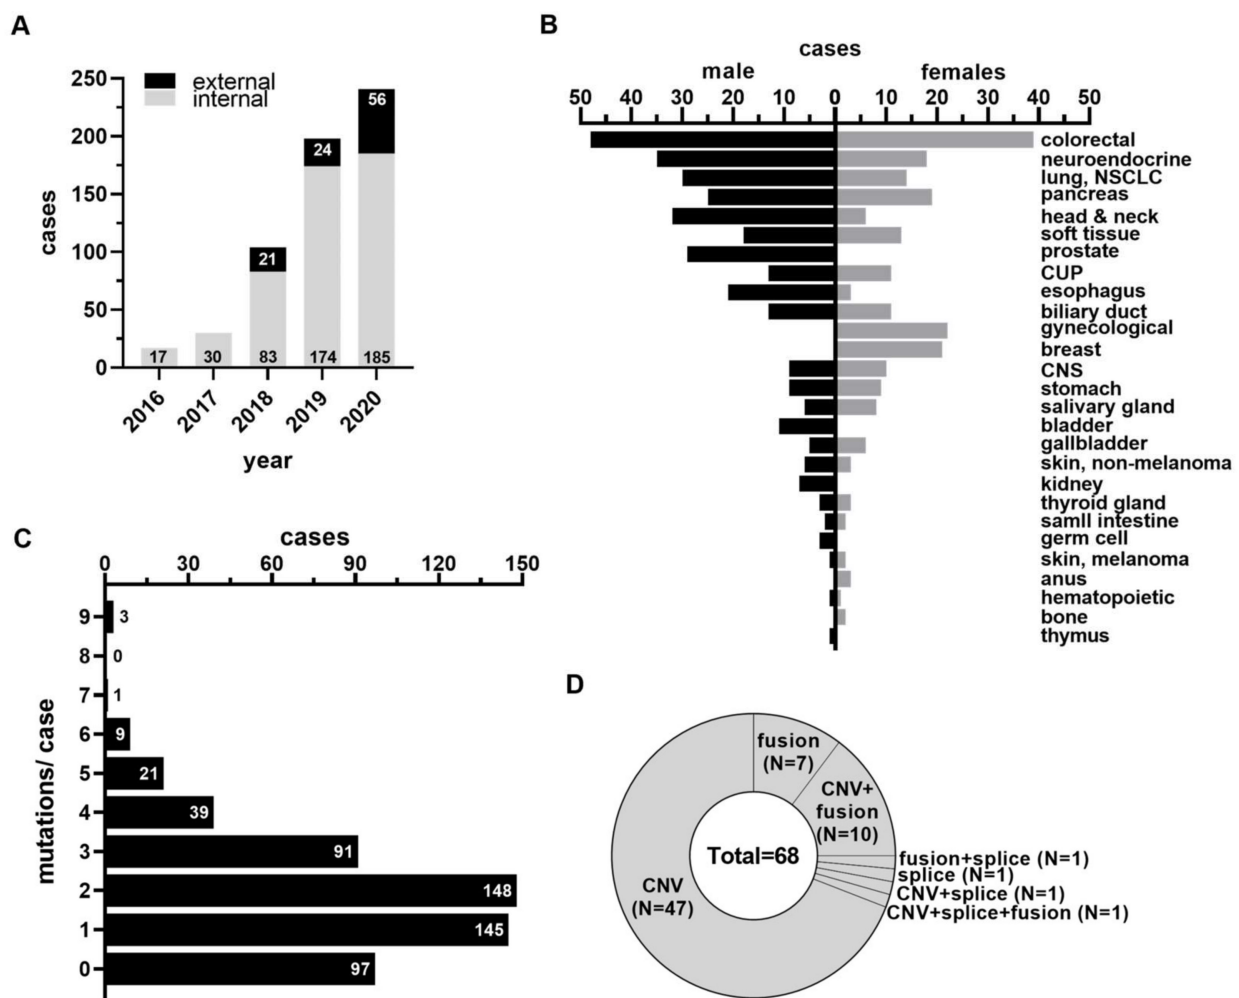 A
external
internal
250
200
150
100
50
0
cases
56
24
21
17 30 83 174 185
2016 2017 2018 2019 2020
year
B
cases
male females
50 40 30 20 10 0 10 20 30 40 50
colorectal
neuroendocrine
lung, NSCLC
pancreas
head & neck
soft tissue
prostate
CUP
esophagus
biliary duct
gynecological
breast
CNS
stomach
salivary gland
bladder
gallbladder
skin, non-melanoma
kidney
thyroid gland
samll intestine
germ cell
skin, melanoma
anus
hematopoietic
bone
thymus
C
cases
0 30 60 90 120 150
mutations/ case
9 3
8 0
7 1
6 9
5 21
4 39
3 91
2 148
1 145
0 97
D
fusion
(N=7)
CNV+
fusion
(N=10)
Total=68
fusion+splice (N=1)
splice (N=1)
CNV+splice (N=1)
CNV+splice+fusion (N=1)
CNV
(N=47)